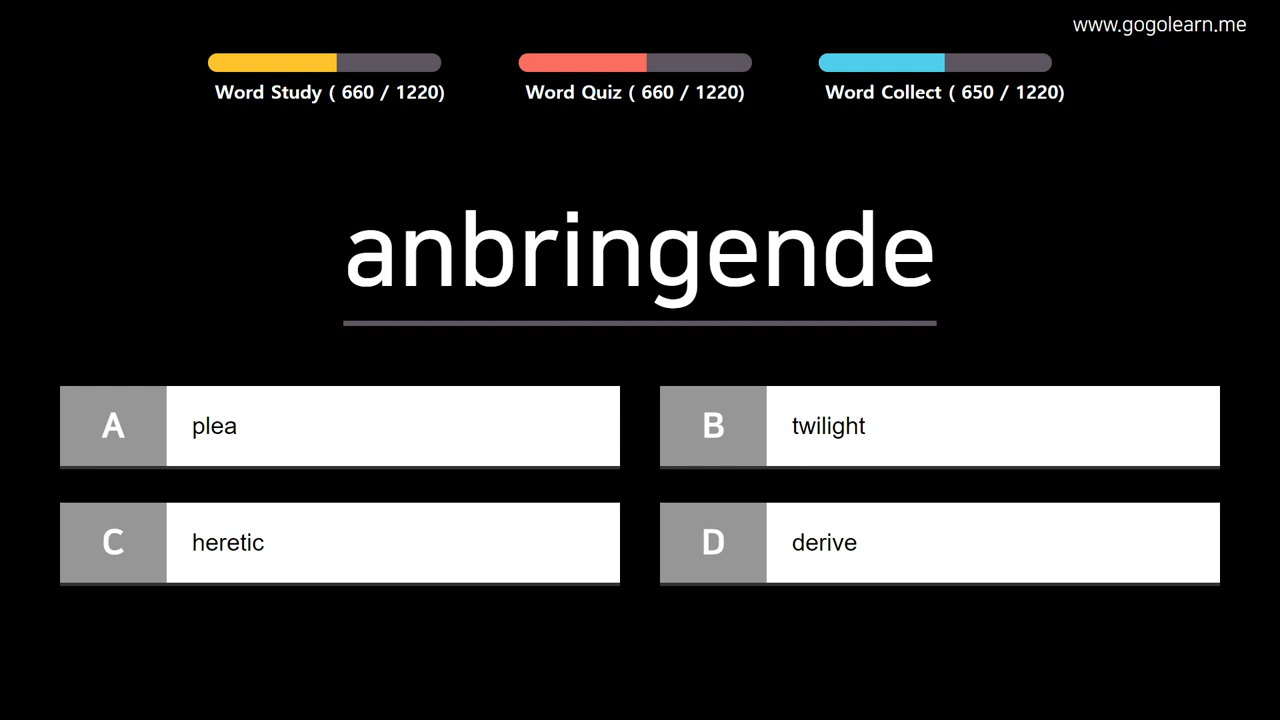 www.gogolearn.me
Word Study ( 660 / 1220)
Word Quiz ( 660 / 1220)
Word Collect ( 650 / 1220)
anbringende
A plea
B twilight
C heretic
D derive